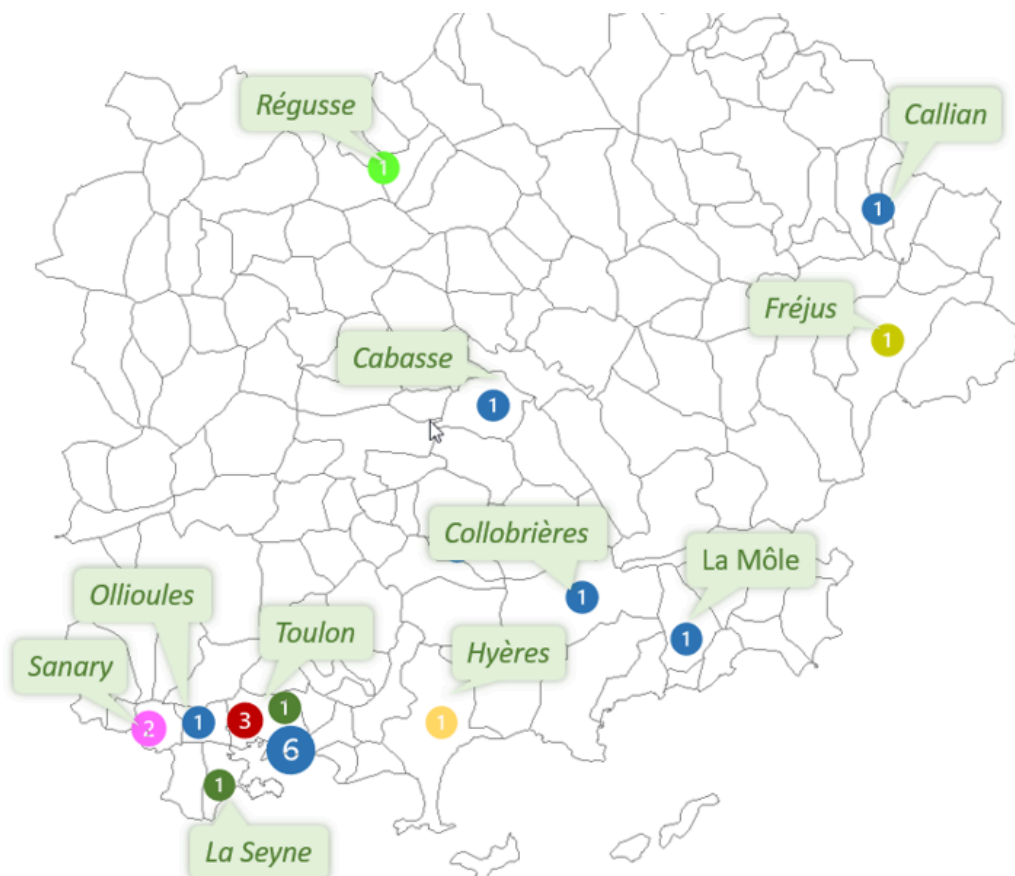 Régusse
1
Callian
1
Fréjus
1
Cabasse
1
Collobrières
1
La Môle
1
Ollioules
Toulon
Sanary
Hyères
2
1
3
1
6
1
1
La Seyne